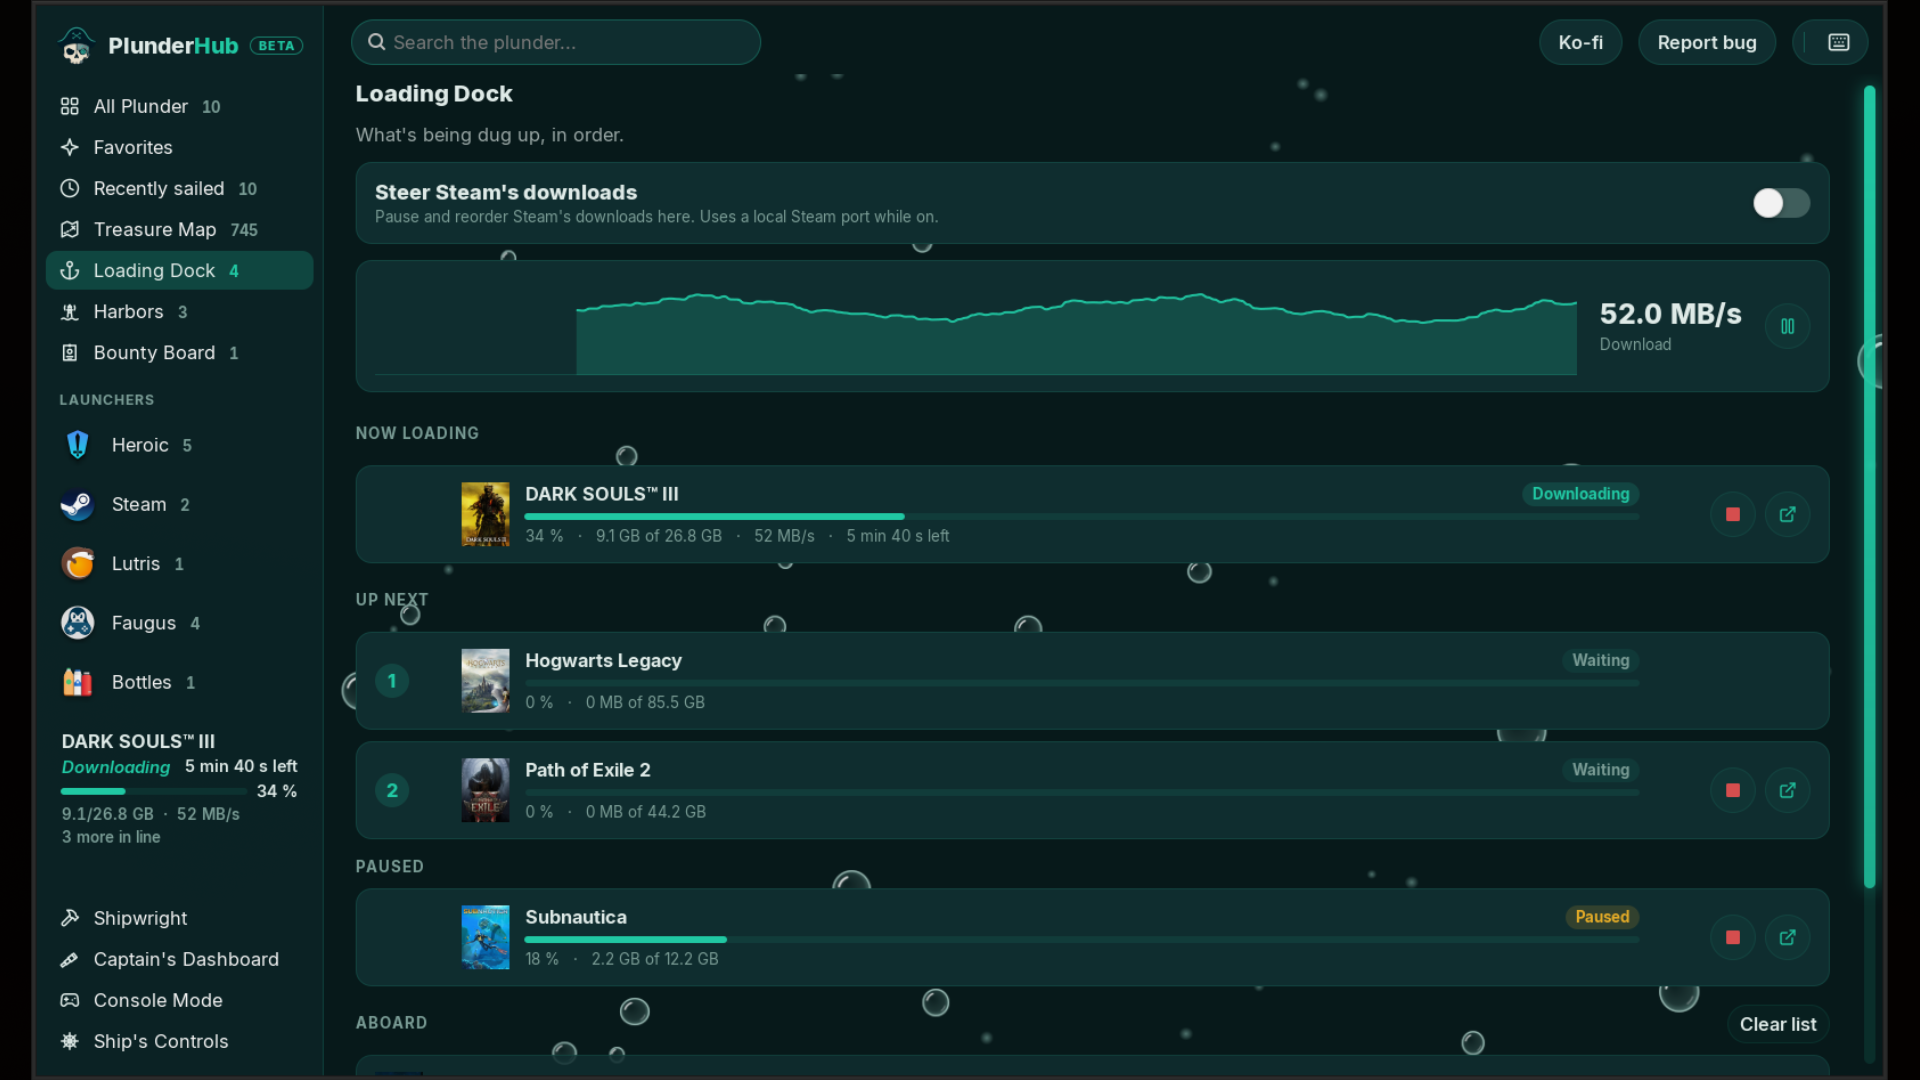 PlunderHub BETA
Search the plunder...
Ko-fi
Report bug
All Plunder 10
Favorites
Recently sailed 10
Treasure Map 745
Loading Dock 4
Harbors 3
Bounty Board 1
LAUNCHERS
Heroic 5
Steam 2
Lutris 1
Faugus 4
Bottles 1
DARK SOULS™ III
Downloading 5 min 40 s left
34 %
9.1/26.8 GB · 52 MB/s
3 more in line
Shipwright
Captain's Dashboard
Console Mode
Ship's Controls
Loading Dock
What's being dug up, in order.
Steer Steam's downloads
Pause and reorder Steam's downloads here. Uses a local Steam port while on.
52.0 MB/s
Download
NOW LOADING
DARK SOULS™ III
Downloading
34 % · 9.1 GB of 26.8 GB · 52 MB/s · 5 min 40 s left
UP NEXT
1
Hogwarts Legacy
Waiting
0 % · 0 MB of 85.5 GB
2
Path of Exile 2
Waiting
0 % · 0 MB of 44.2 GB
PAUSED
Subnautica
Paused
18 % · 2.2 GB of 12.2 GB
ABOARD
Clear list